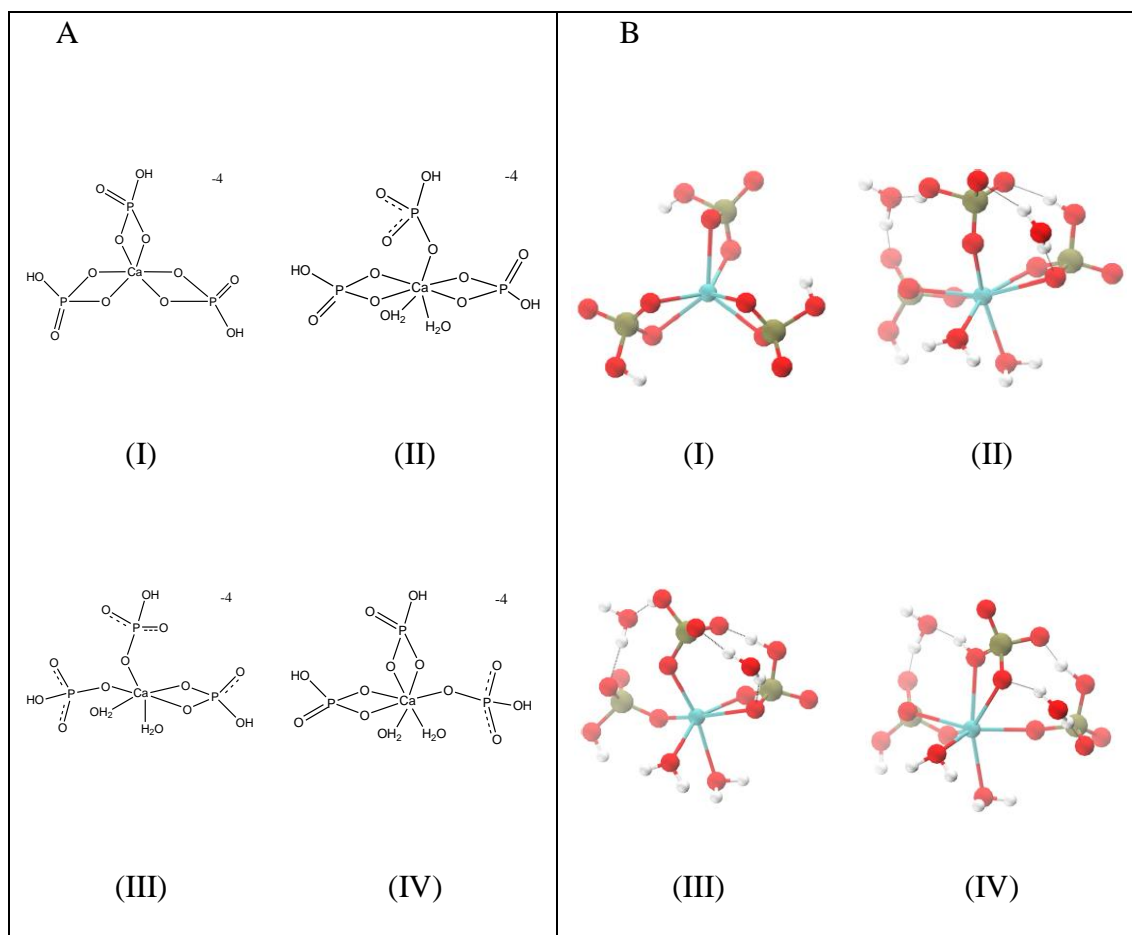 A
OH
-4
O
P
O O
O Ca O
HO
P O O P O
O OH
(I)
OH
-4
O
P
O
O
HO O O O
P Ca P
O O OH
O
OH2 H2O
(II)
OH
-4
O P O
O
O O Ca O O
HO P P
O OH2 H2O O OH
(III)
OH
-4
O
P
O O
HO O O O
P Ca P OH
O O O
OH2 H2O
(IV)
B
(I)
(II)
(III)
(IV)